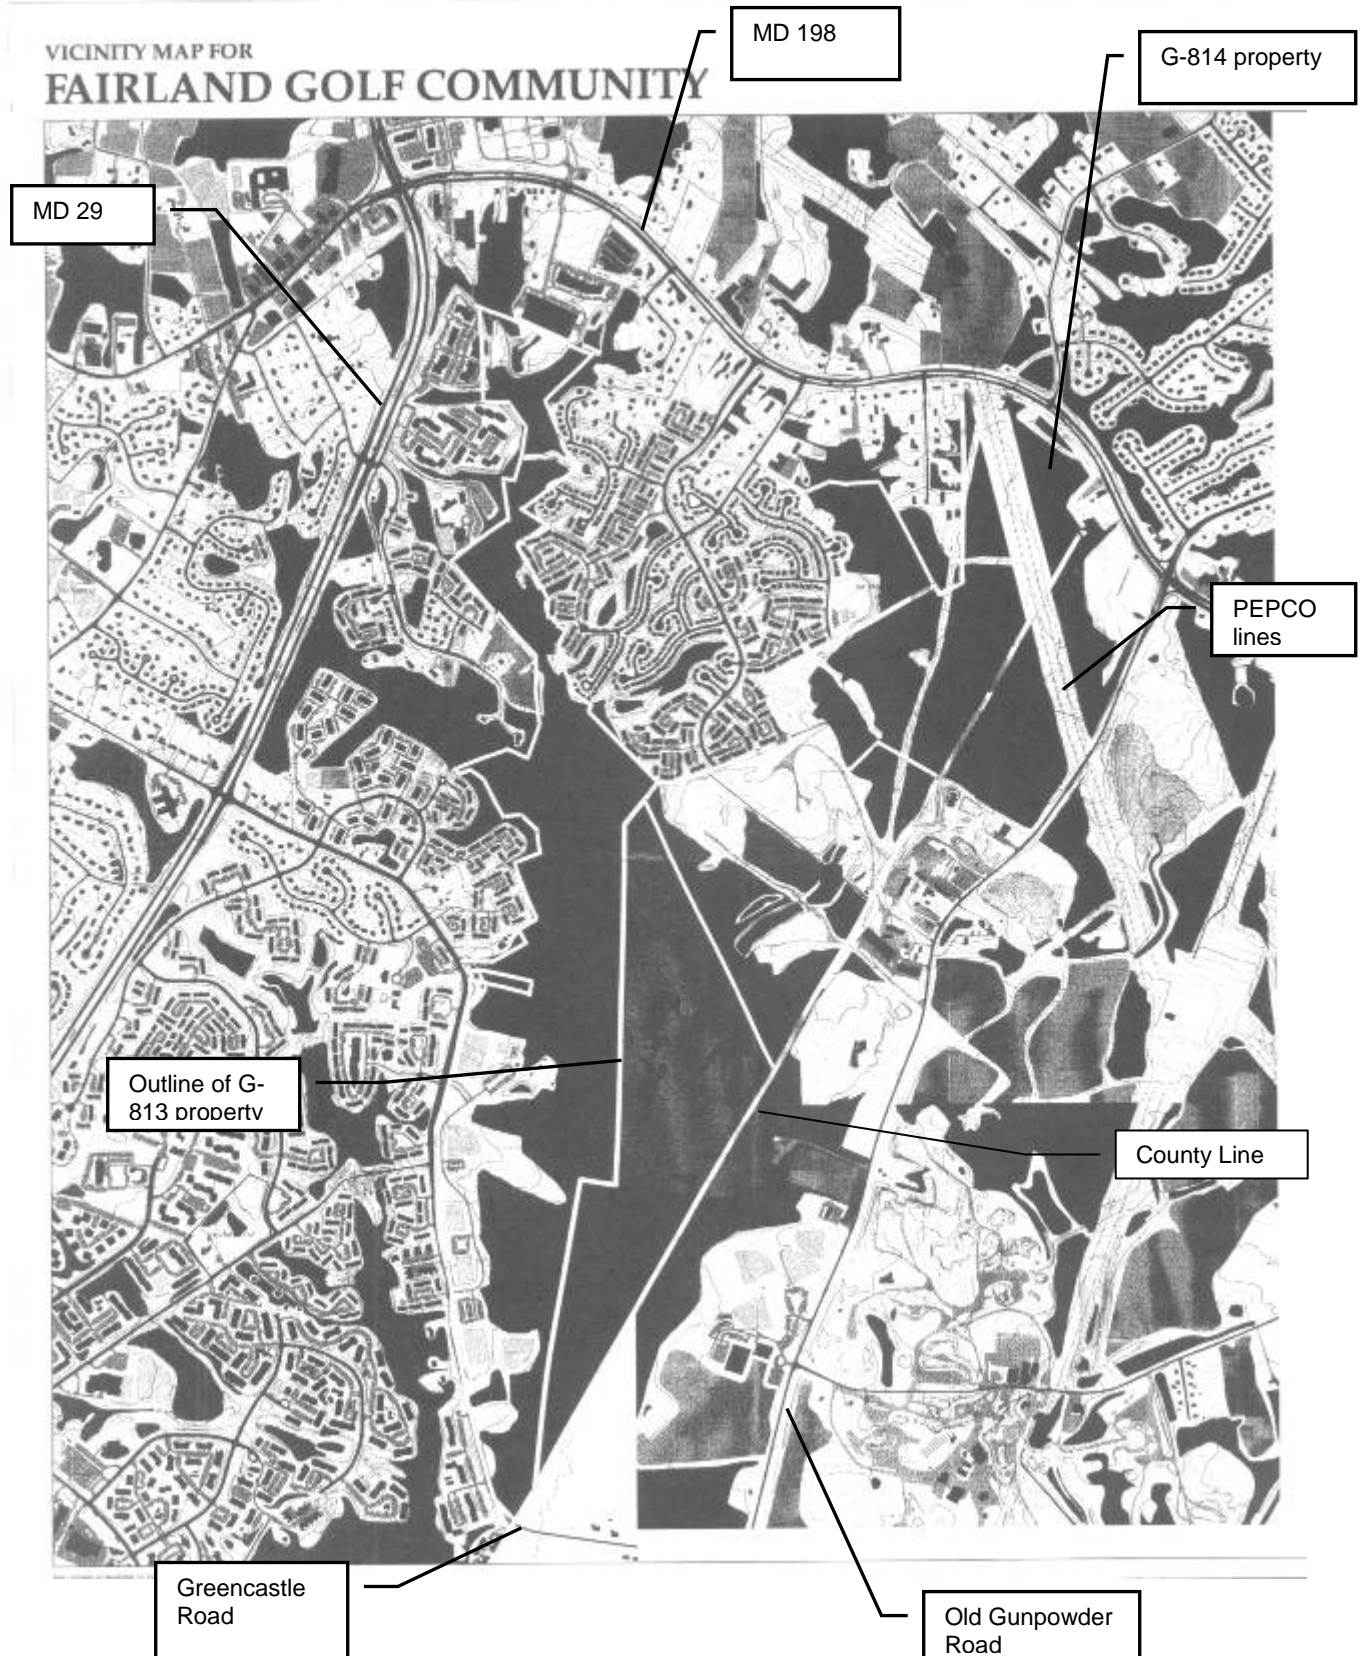 VICINITY MAP FOR
FAIRLAND GOLF COMMUNITY
MD 198
G-814 property
MD 29
PEPCO
lines
Outline of G-
813 property
County Line
Greencastle
Road
Old Gunpowder
Road